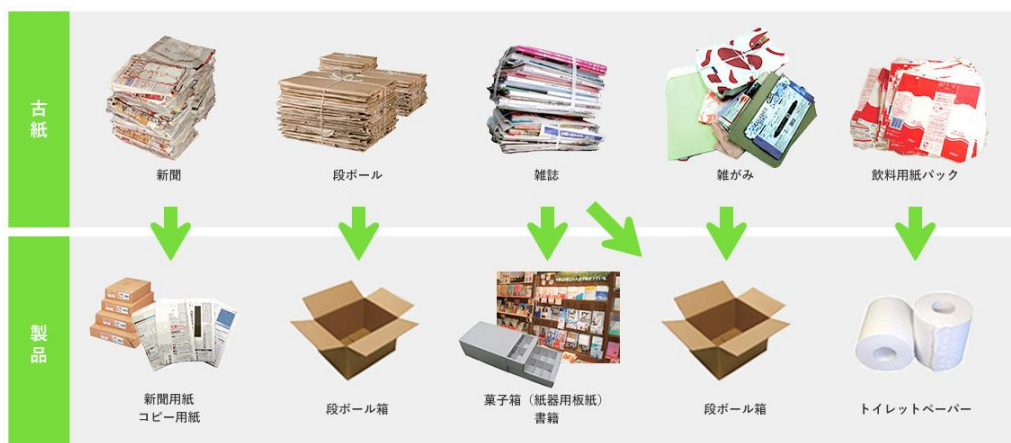 古紙
新聞
段ボール
雑誌
雑がみ
飲料用紙パック
製品
新聞用紙
コピー用紙
段ボール箱
菓子箱（紙器用板紙）
書籍
段ボール箱
トイレットペーパー